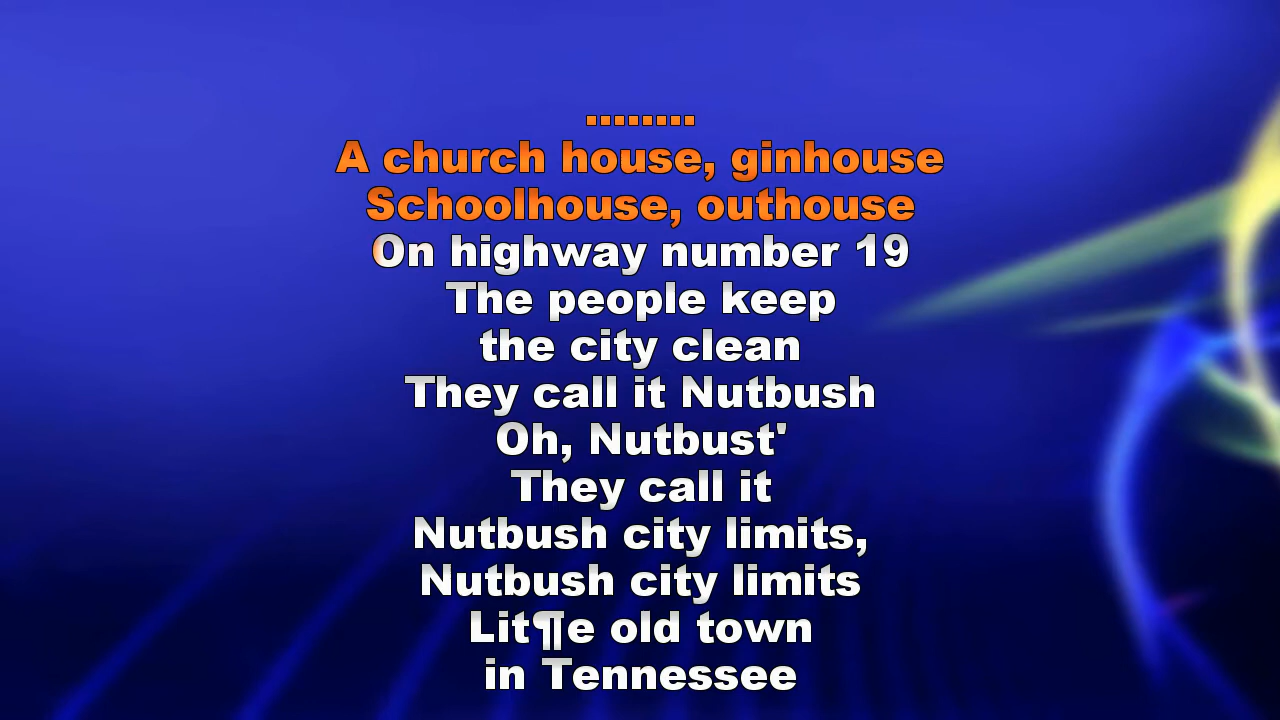 ........
A church house, ginhouse
Schoolhouse, outhouse
On highway number 19
The people keep
the city clean
They call it Nutbush
Oh, Nutbust'
They call it
Nutbush city limits,
Nutbush city limits
Lit¶e old town
in Tennessee